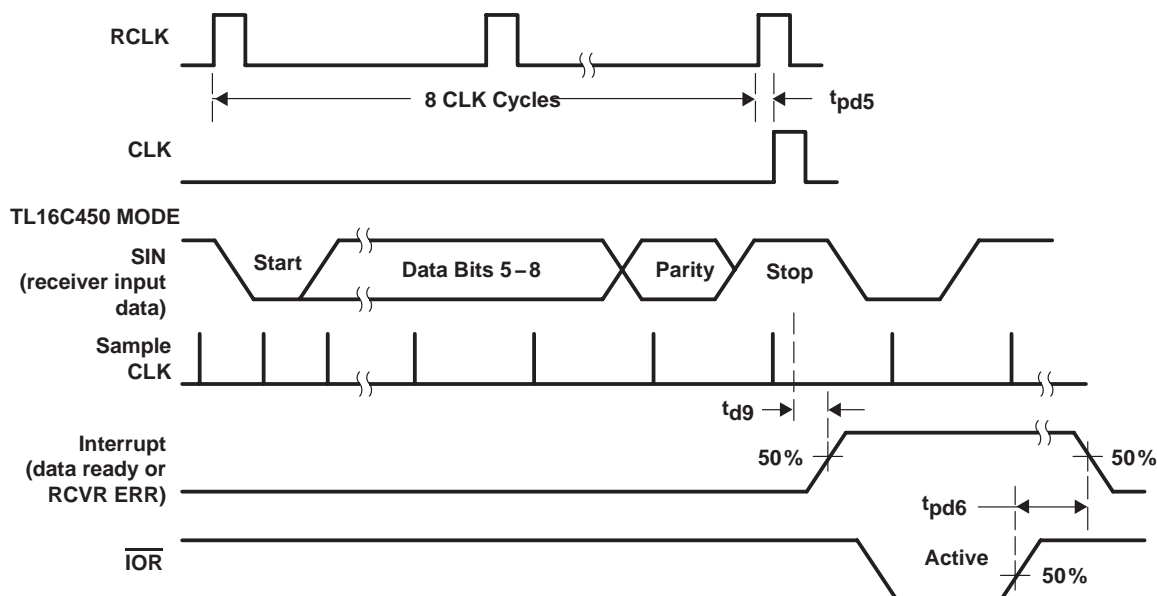 RCLK
8 CLK Cycles
tpd5
CLK
TL16C450 MODE
SIN
(receiver input
data)
Start
Data Bits 5–8
Parity
Stop
Sample
CLK
td9
Interrupt
(data ready or
RCVR ERR)
50%
50%
tpd6
IOR
Active
50%